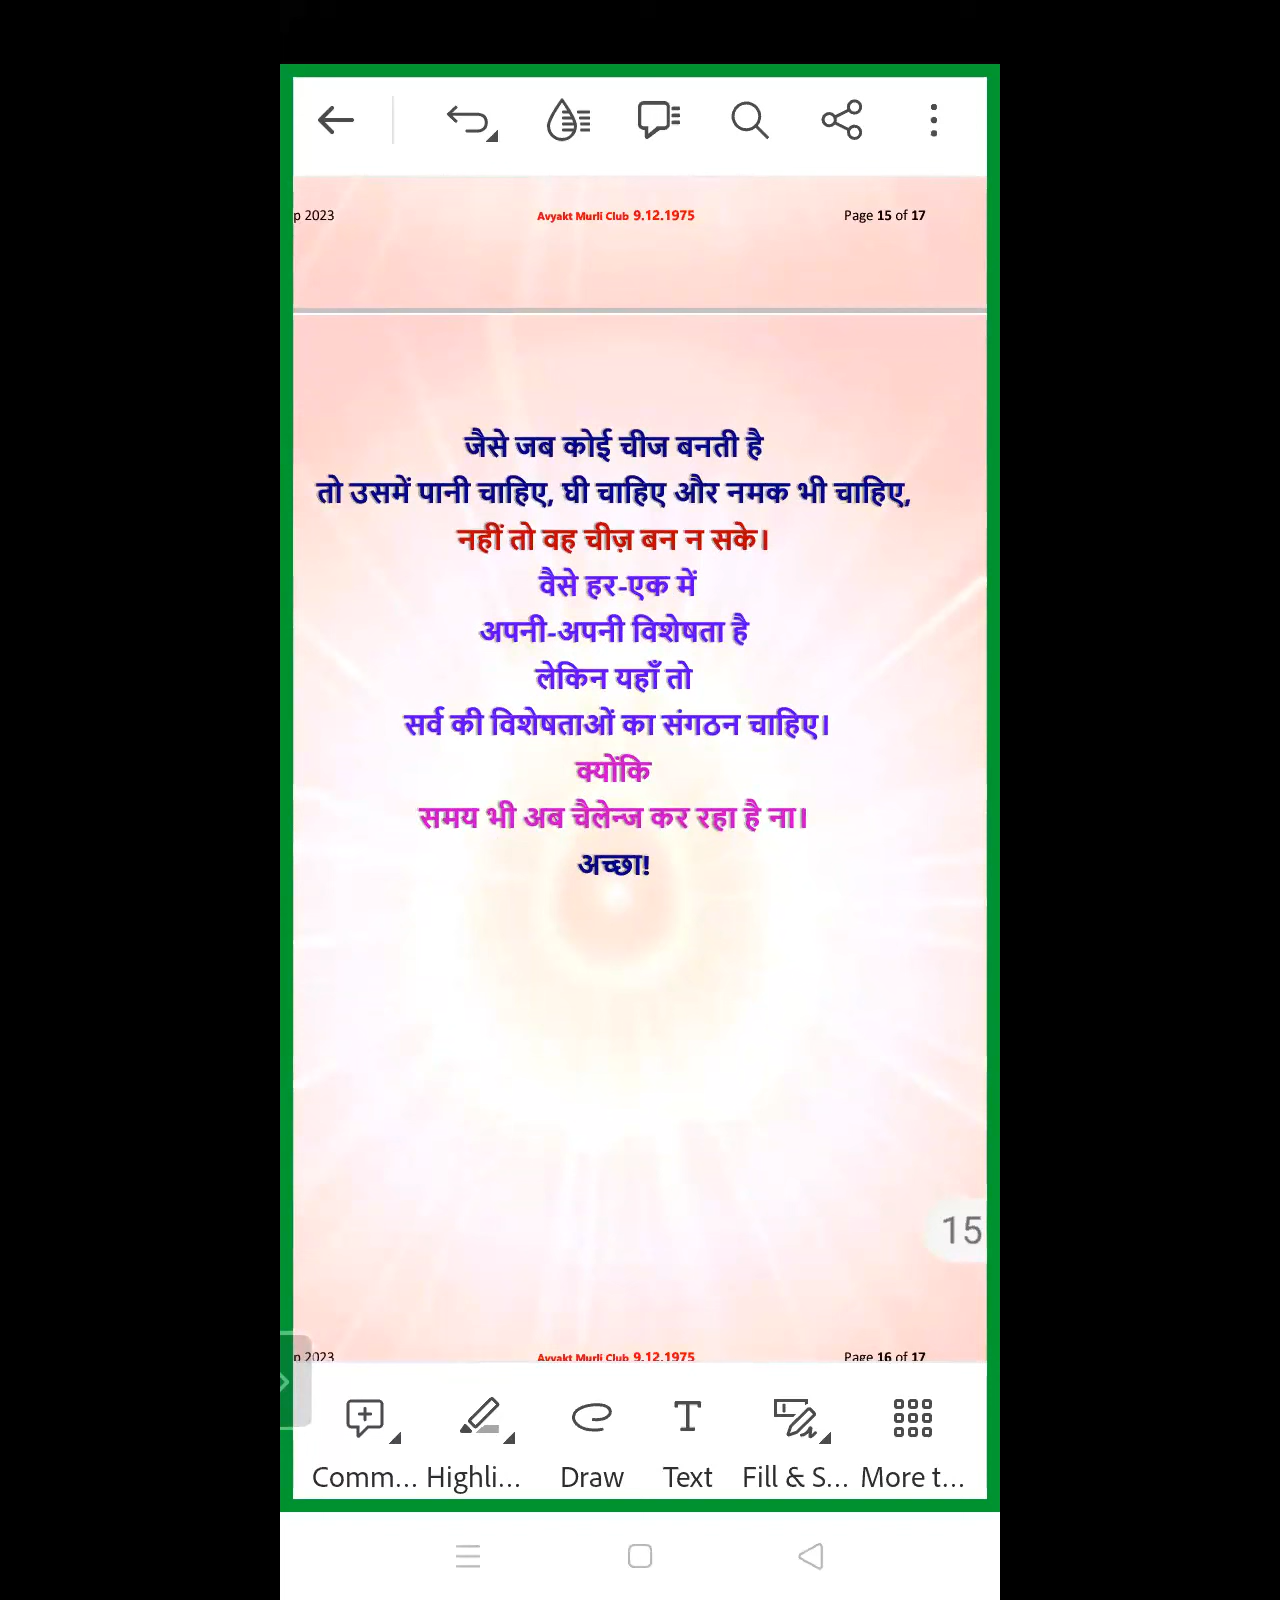 p 2023 Avyakt Murli Club 9.12.1975 Page 15 of 17
जैसे जब कोई चीज बनती है
तो उसमें पानी चाहिए, घी चाहिए और नमक भी चाहिए,
नहीं तो वह चीज़ बन न सके।
वैसे हर-एक में
अपनी-अपनी विशेषता है
लेकिन यहाँ तो
सर्व की विशेषताओं का संगठन चाहिए।
क्योंकि
समय भी अब चैलेन्ज कर रहा है ना।
अच्छा!
15
p 2023 Avyakt Murli Club 9.12.1975 Page 16 of 17
Comm... Highli... Draw Text Fill & S... More t...